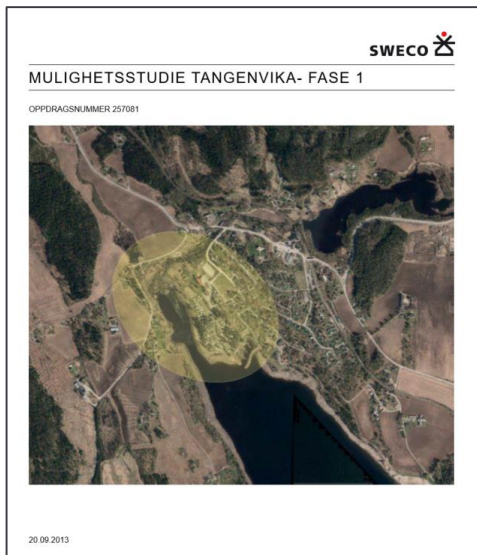 SWECO
MULIGHETSSTUDIE TANGENVIKA- FASE 1
OPPDRAGSNUMMER 257081
20.09.2013